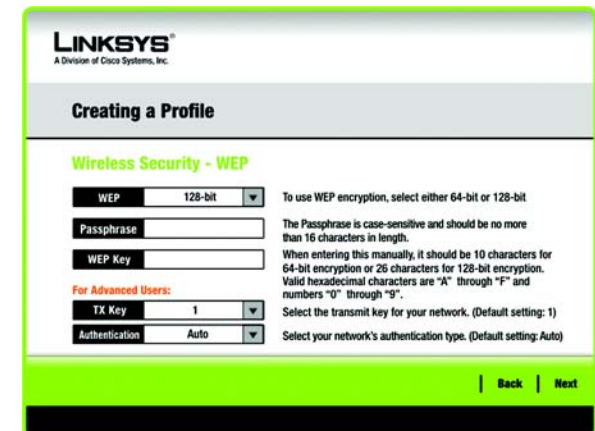 LINKSYS®
A Division of Cisco Systems, Inc.
Creating a Profile
Wireless Security - WEP
WEP 128-bit To use WEP encryption, select either 64-bit or 128-bit
Passphrase The Passphrase is case-sensitive and should be no more
than 16 characters in length.
WEP Key When entering this manually, it should be 10 characters for
64-bit encryption or 26 characters for 128-bit encryption.
Valid hexadecimal characters are "A" through "F" and
numbers "0" through "9".
For Advanced Users:
TX Key 1 Select the transmit key for your network. (Default setting: 1)
Authentication Auto Select your network's authentication type. (Default setting: Auto)
Back Next